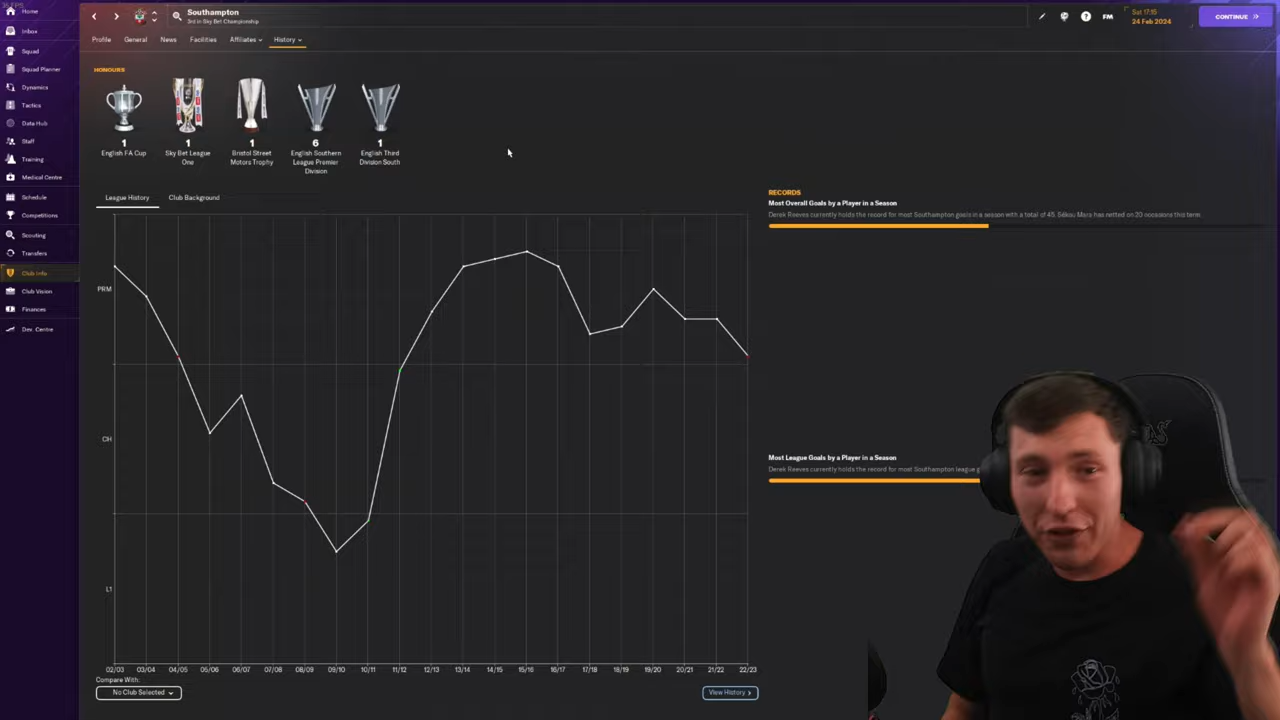 Home
Inbox
Squad
Squad Planner
Dynamics
Tactics
Data Hub
Staff
Training
Medical Centre
Schedule
Competitions
Scouting
Transfers
Club Info
Club Vision
Finances
Dev. Centre
Southampton
3rd in Sky Bet Championship
FM
Sat 17:15
24 Feb 2024
CONTINUE
Profile
General
News
Facilities
Affiliates
History
HONOURS
1
English FA Cup
1
Sky Bet League
One
1
Bristol Street
Motors Trophy
6
English Southern
League Premier
Division
1
English Third
Division South
League History
Club Background
PRM
CH
L1
02/03 03/04 04/05 05/06 06/07 07/08 08/09 09/10 10/11 11/12 12/13 13/14 14/15 15/16 16/17 17/18 18/19 19/20 20/21 21/22 22/23
Compare With:
No Club Selected
View History
RECORDS
Most Overall Goals by a Player in a Season
Derek Reeves currently holds the record for most Southampton goals in a season with a total of 45. Sékou Mara has netted on 20 occasions this term.
Most League Goals by a Player in a Season
Derek Reeves currently holds the record for most Southampton league